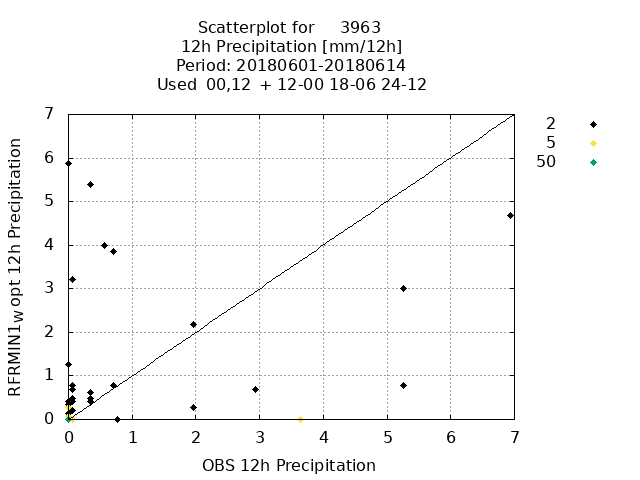 Scatterplot for 3963
12h Precipitation [mm/12h]
Period: 20180601-20180614
Used 00,12 + 12-00 18-06 24-12
2
5
50
RFRMIN1w opt 12h Precipitation
7
6
5
4
3
2
1
0
0 1 2 3 4 5 6 7
OBS 12h Precipitation